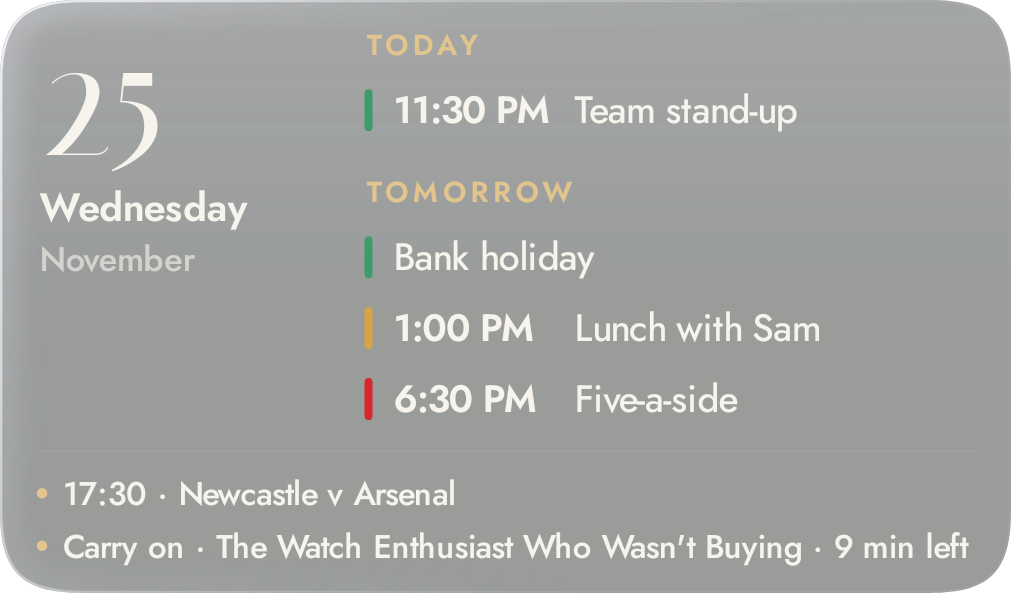 25
Wednesday
November
TODAY
11:30 PM Team stand-up
TOMORROW
Bank holiday
1:00 PM Lunch with Sam
6:30 PM Five-a-side
17:30 · Newcastle v Arsenal
Carry on · The Watch Enthusiast Who Wasn't Buying · 9 min left